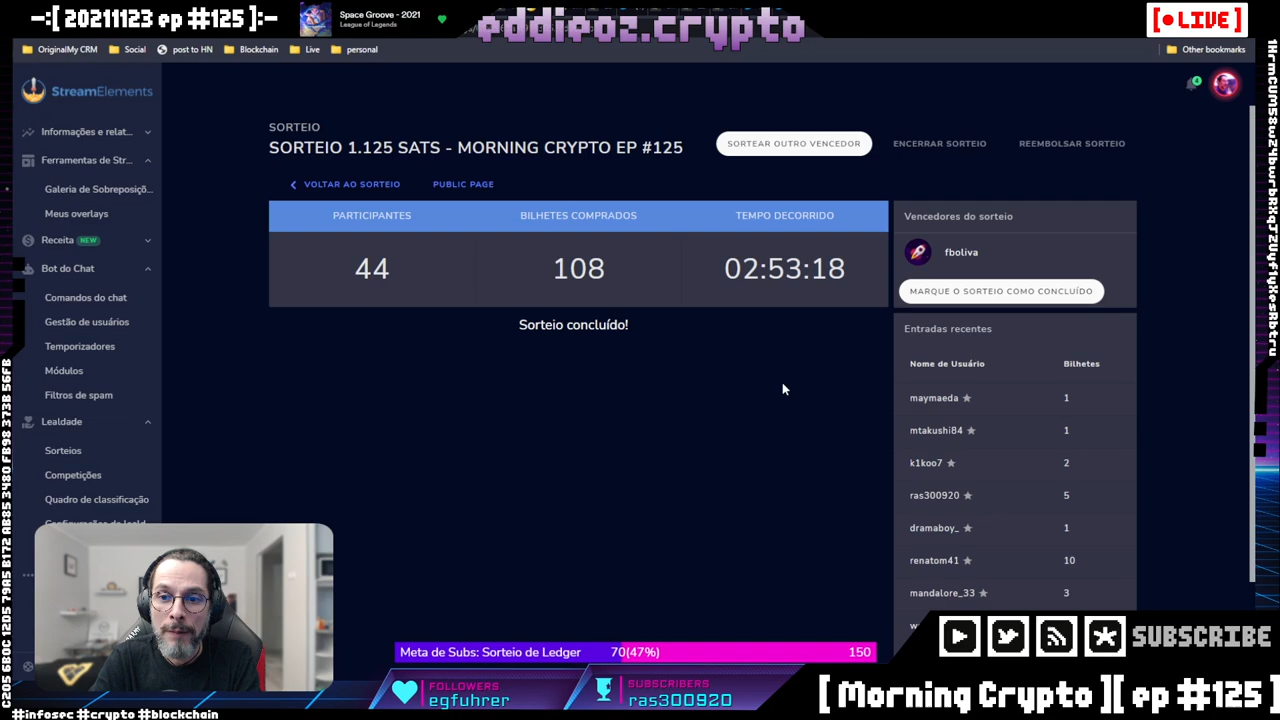 -:[ 20211123 ep #125]:-
Space Groove - 2021
League of Legends
eddieoz.crypto
[•LIVE]
OriginalMy CRM
Social
post to HN
Blockchain
Live
personal
Other bookmarks
StreamElements
4
Informações e relat...
Ferramentas de Str...
Galeria de Sobreposiçõ...
Meus overlays
Receita NEW
Bot do Chat
Comandos do chat
Gestão de usuários
Temporizadores
Módulos
Filtros de spam
Lealdade
Sorteios
Competições
Quadro de classificação
SORTEIO
SORTEIO 1.125 SATS - MORNING CRYPTO EP #125
SORTEAR OUTRO VENCEDOR
ENCERRAR SORTEIO
REEMBOLSAR SORTEIO
VOLTAR AO SORTEIO
PUBLIC PAGE
PARTICIPANTES
BILHETES COMPRADOS
TEMPO DECORRIDO
44
108
02:53:18
Sorteio concluído!
Vencedores do sorteio
fboliva
MARQUE O SORTEIO COMO CONCLUÍDO
Entradas recentes
Nome de Usuário Bilhetes
maymaeda 1
mtakushi84 1
k1koo7 2
ras300920 5
dramaboy_ 1
renatom41 10
mandalore_33 3
Meta de Subs: Sorteio de Ledger 70(47%) 150
FOLLOWERS
egfuhrer
SUBSCRIBERS
ras300920
SUBSCRIBE
[ Morning Crypto ][ ep #125 ]
#infosec #crypto #blockchain